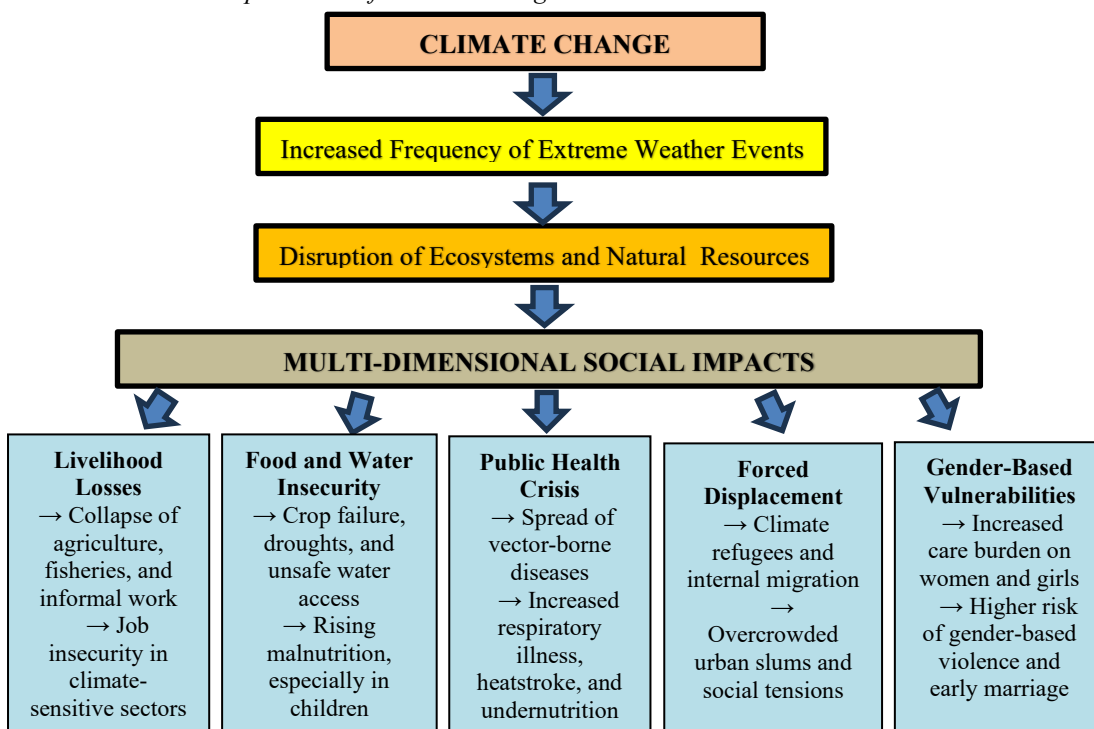 CLIMATE CHANGE
Increased Frequency of Extreme Weather Events
Disruption of Ecosystems and Natural Resources
MULTI-DIMENSIONAL SOCIAL IMPACTS
Livelihood
Losses
→ Collapse of
agriculture,
fisheries, and
informal work
→ Job
insecurity in
climate-
sensitive sectors
Food and Water
Insecurity
→ Crop failure,
droughts, and
unsafe water
access
→ Rising
malnutrition,
especially in
children
Public Health
Crisis
→ Spread of
vector-borne
diseases
→ Increased
respiratory
illness,
heatstroke, and
undernutrition
Forced
Displacement
→ Climate
refugees and
internal migration
→
Overcrowded
urban slums and
social tensions
Gender-Based
Vulnerabilities
→ Increased
care burden on
women and girls
→ Higher risk
of gender-based
violence and
early marriage